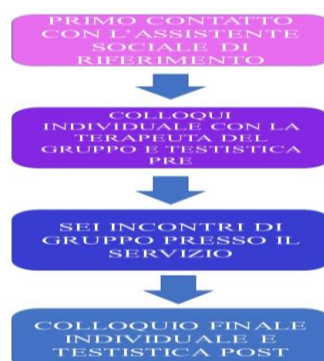 PRIMO CONTATTO
CON L'ASSISTENTE
SOCIALE DI
RIFERIMENTO
COLLOQUI
INDIVIDUALE CON LA
TERAPEUTA DEL
GRUPPO E TESTISTICA
PRE
SEI INCONTRI DI
GRUPPO PRESSO IL
SERVIZIO
COLLOQUIO FINALE
INDIVIDUALE E
TESTISTICA POST